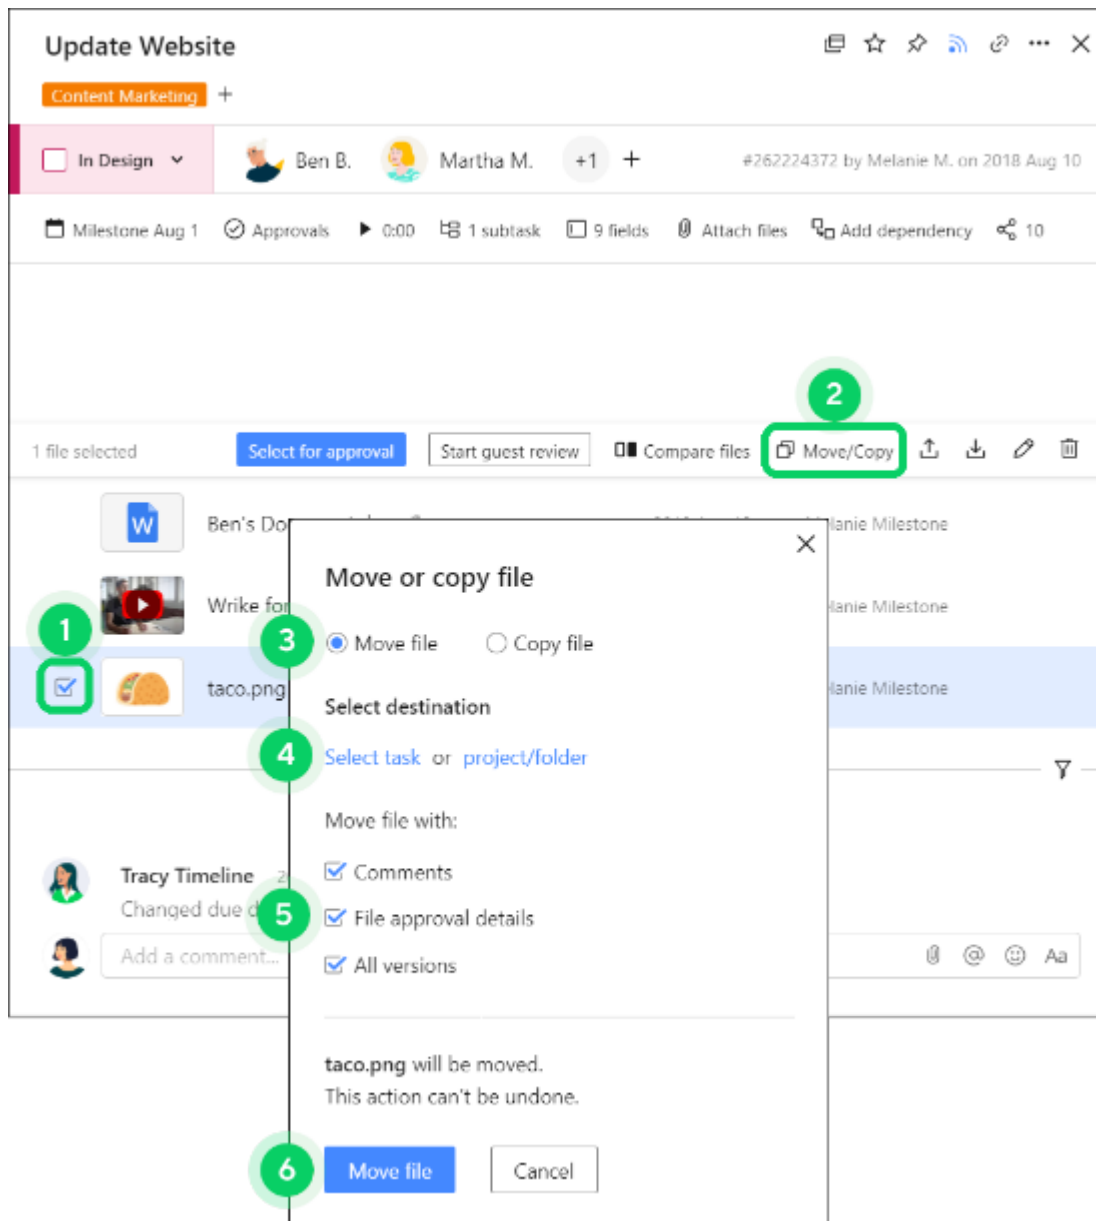 Update Website
Content Marketing +
In Design
Ben B.
Martha M.
+1 +
#262224372 by Melanie M. on 2018 Aug 10
Milestone Aug 1
Approvals
0:00
1 subtask
9 fields
Attach files
Add dependency
10
2
1 file selected
Select for approval
Start guest review
Compare files
Move/Copy
W
Ben's Do
lanie Milestone
Move or copy file
Wrike for
lanie Milestone
1
3
Move file
Copy file
taco.png
lanie Milestone
Select destination
4
Select task or project/folder
Move file with:
Tracy Timeline
Comments
Changed due d
5
File approval details
Add a comment...
@
Aa
All versions
taco.png will be moved.
This action can't be undone.
6
Move file
Cancel